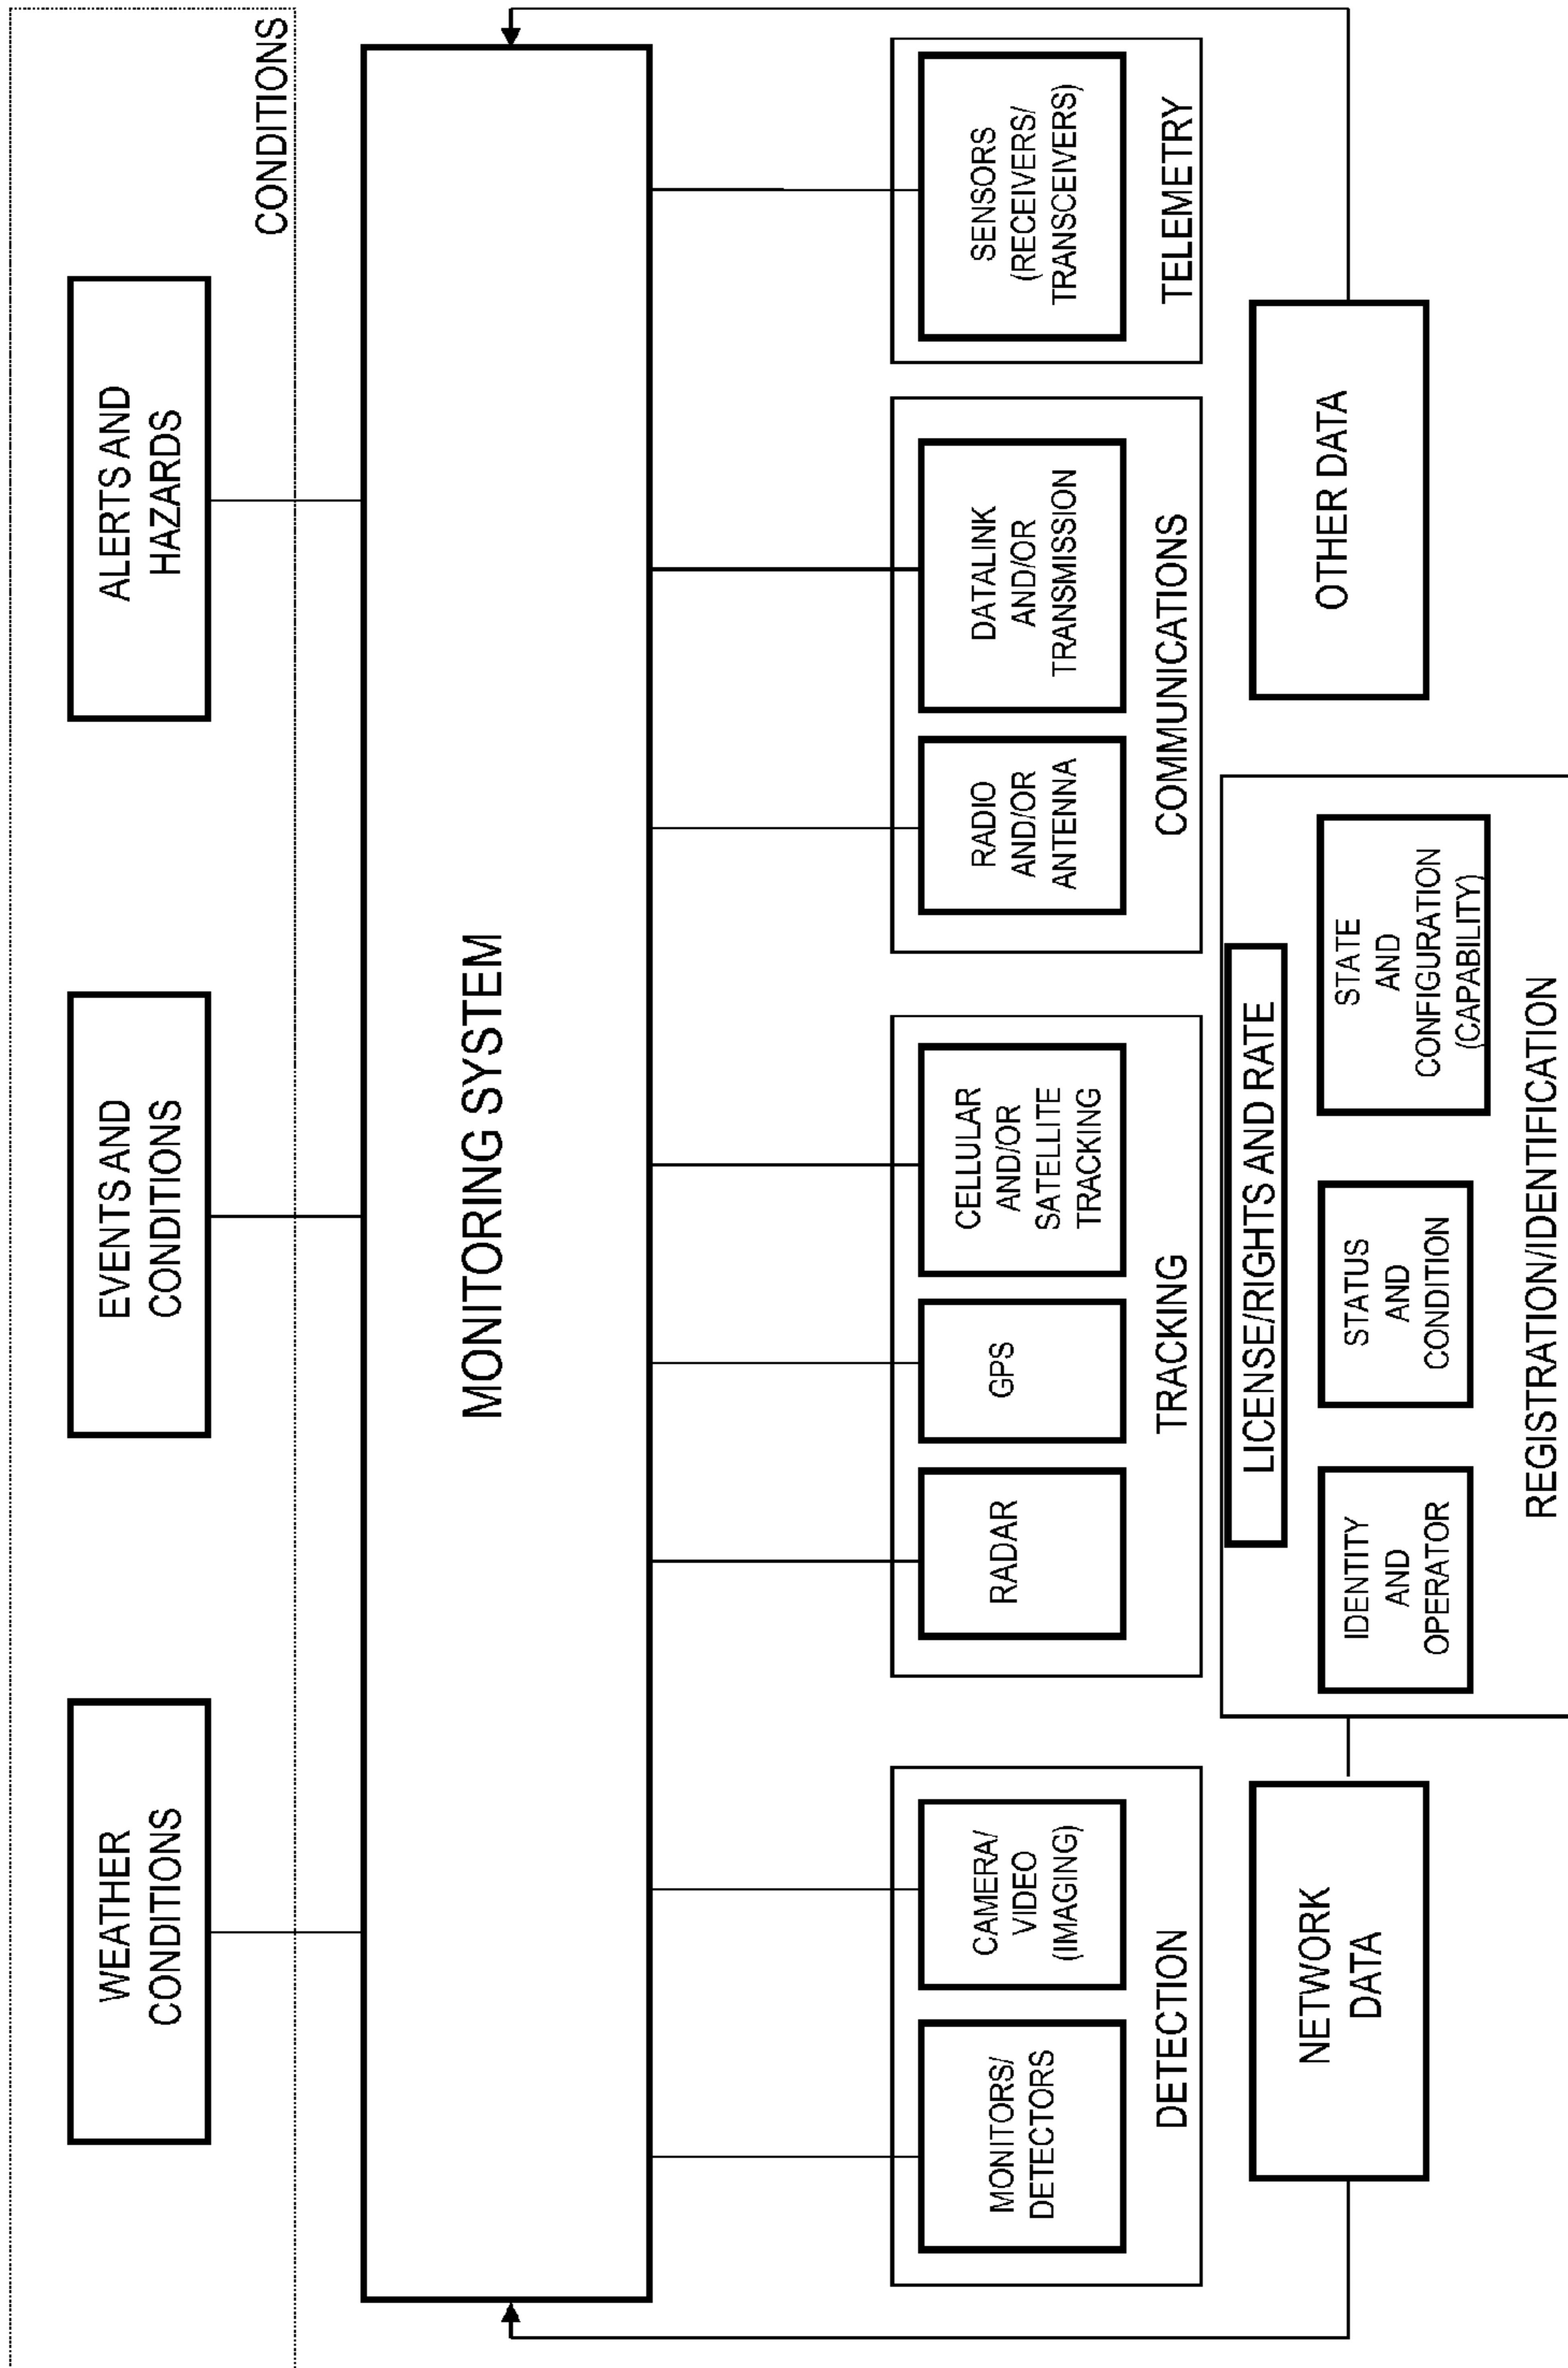 WEATHER
CONDITIONS
EVENTS AND
CONDITIONS
ALERTS AND
HAZARDS
CONDITIONS
MONITORING SYSTEM
MONITORS/
DETECTORS
CAMERA/
VIDEO
(IMAGING)
DETECTION
RADAR
GPS
CELLULAR
AND/OR
SATELLITE
TRACKING
TRACKING
RADIO
AND/OR
ANTENNA
DATALINK
AND/OR
TRANSMISSION
COMMUNICATIONS
SENSORS
(RECEIVERS/
TRANSCEIVERS)
TELEMETRY
NETWORK
DATA
LICENSE/RIGHTS AND RATE
IDENTITY
AND
OPERATOR
STATUS
AND
CONDITION
STATE
AND
CONFIGURATION
(CAPABILITY)
REGISTRATION/IDENTIFICATION
OTHER DATA